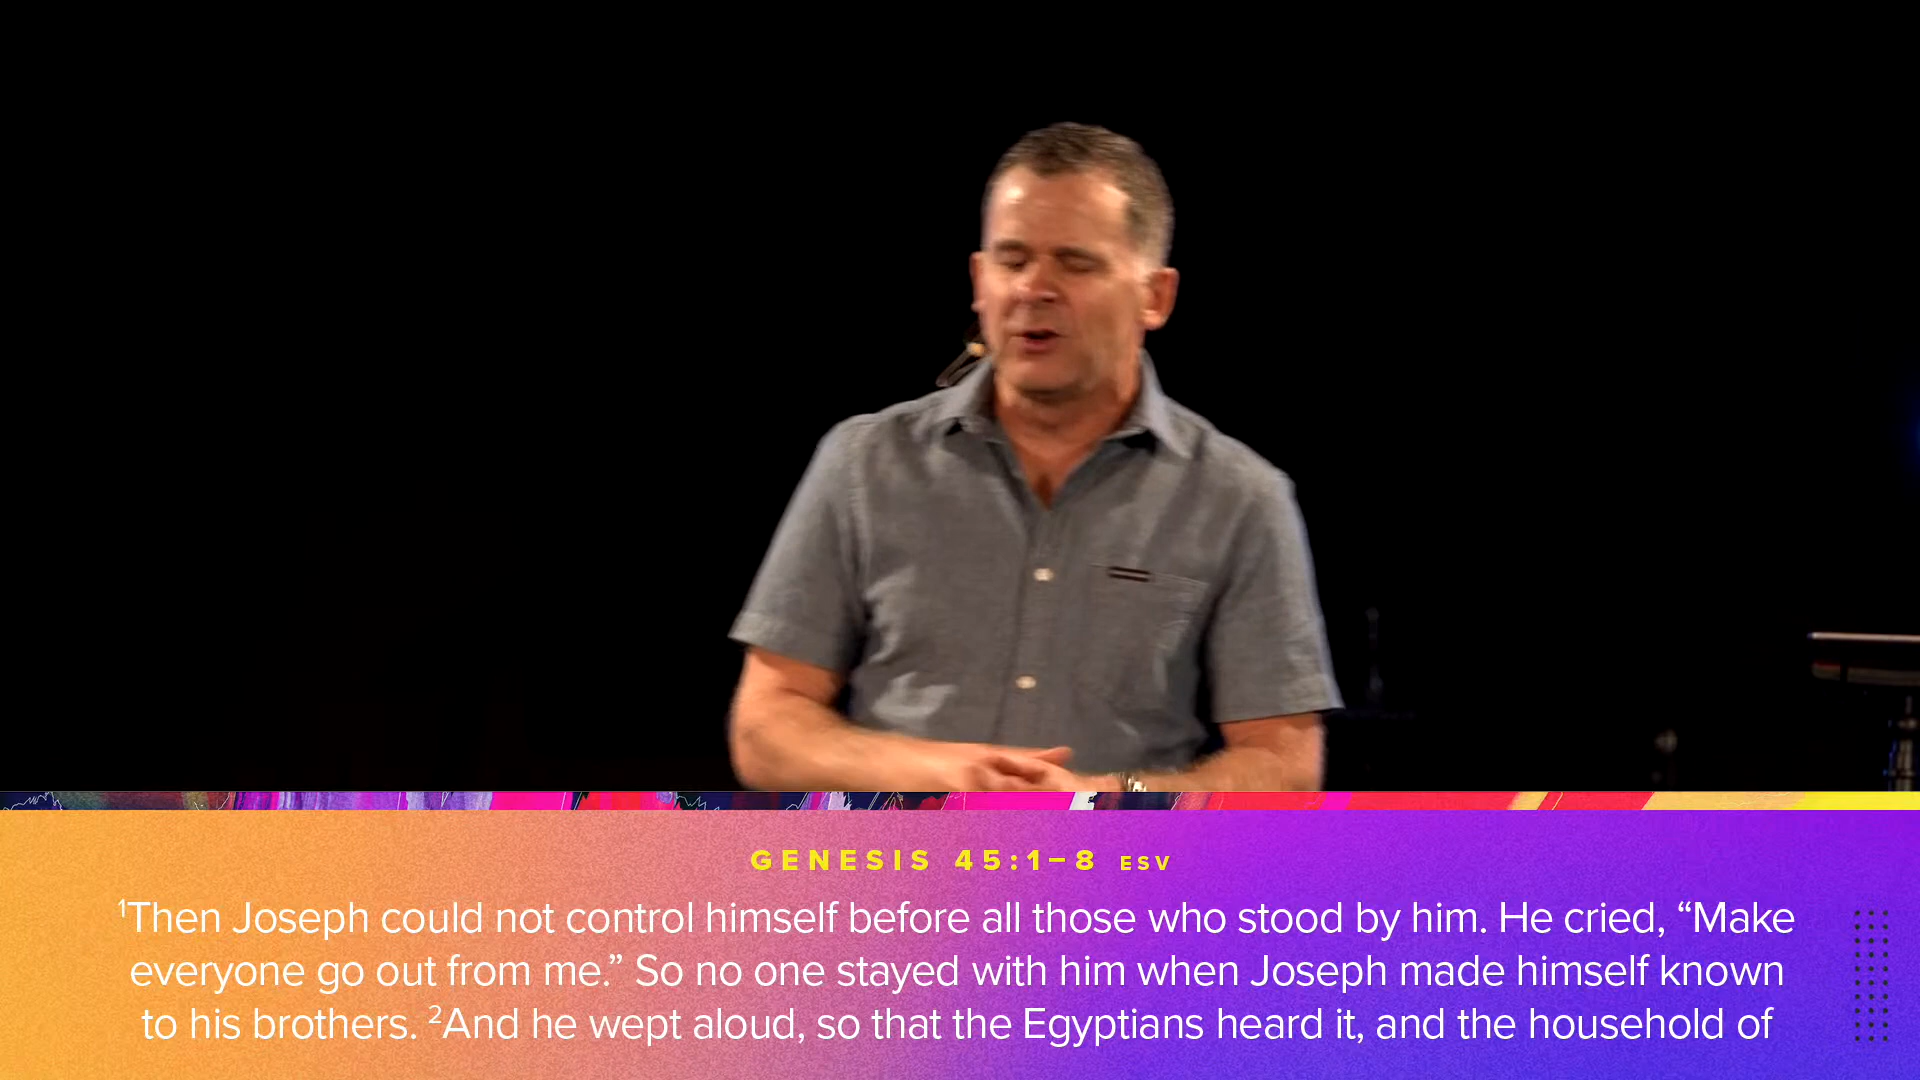 GENESIS 45:1–8 ESV
¹Then Joseph could not control himself before all those who stood by him. He cried, “Make
everyone go out from me.” So no one stayed with him when Joseph made himself known
to his brothers. ²And he wept aloud, so that the Egyptians heard it, and the household of